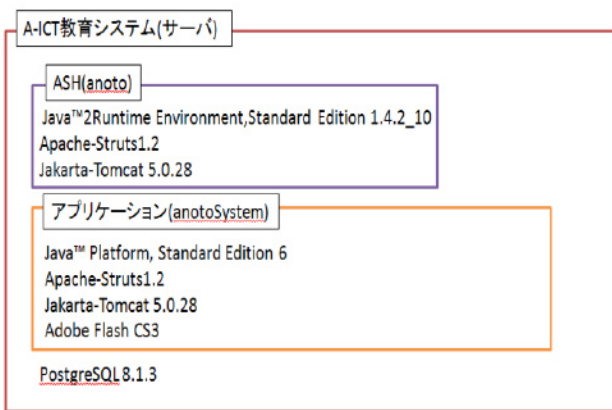 A-ICT教育システム(サーバ)
ASH(anoto)
Java™2Runtime Environment,Standard Edition 1.4.2_10
Apache-Struts1.2
Jakarta-Tomcat 5.0.28
アプリケーション(anotoSystem)
Java™ Platform, Standard Edition 6
Apache-Struts1.2
Jakarta-Tomcat 5.0.28
Adobe Flash CS3
PostgreSQL 8.1.3